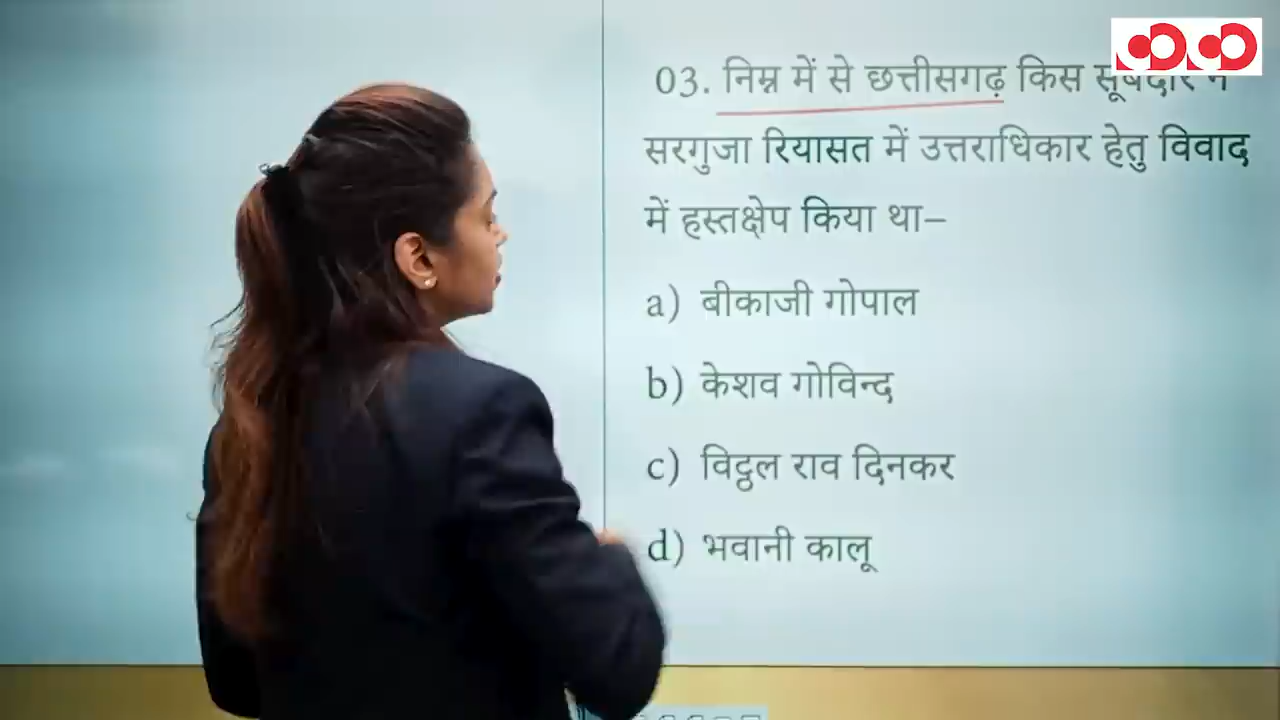 03. निम्न में से छत्तीसगढ़ किस
सरगुजा रियासत में उत्तराधिकार हेतु विवाद
में हस्तक्षेप किया था–
a) बीकाजी गोपाल
b) केशव गोविन्द
c) विट्ठल राव दिनकर
d) भवानी कालू